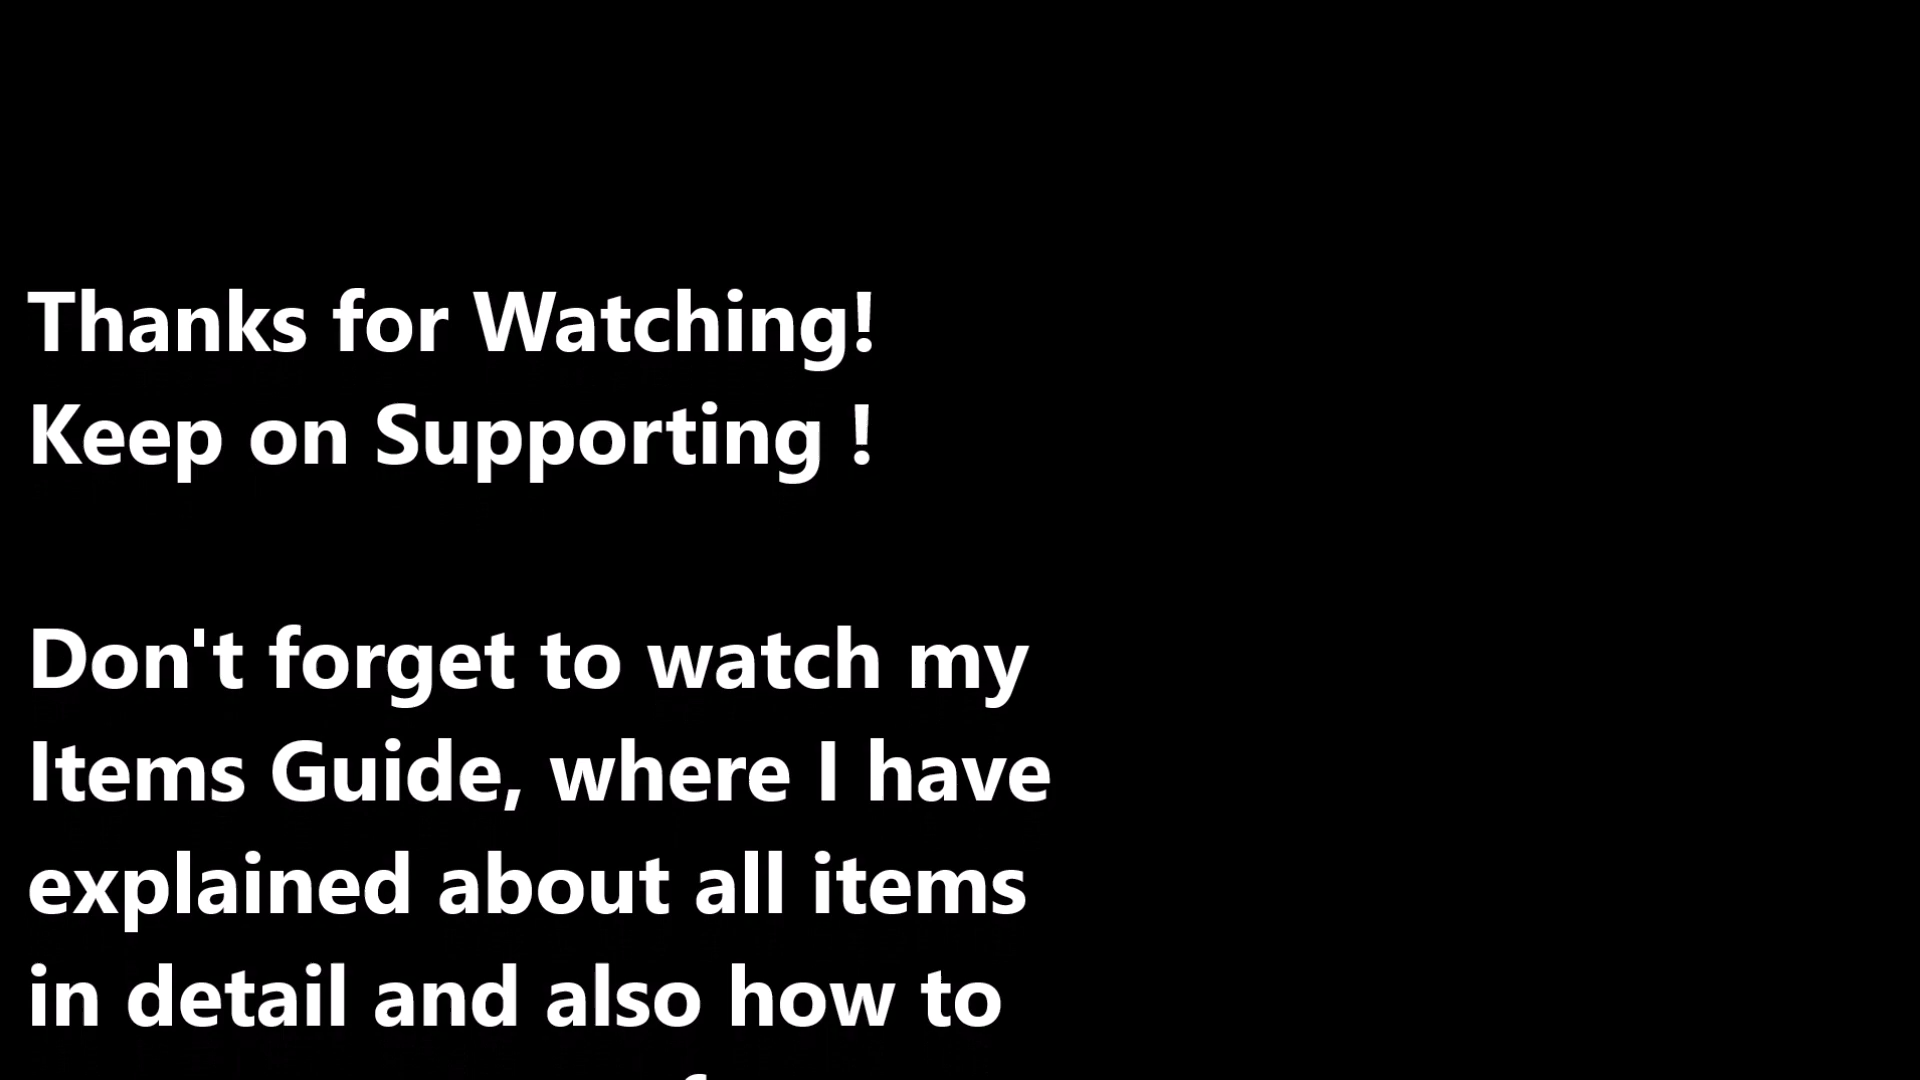 Thanks for Watching!
Keep on Supporting !
Don't forget to watch my
Items Guide, where I have
explained about all items
in detail and also how to